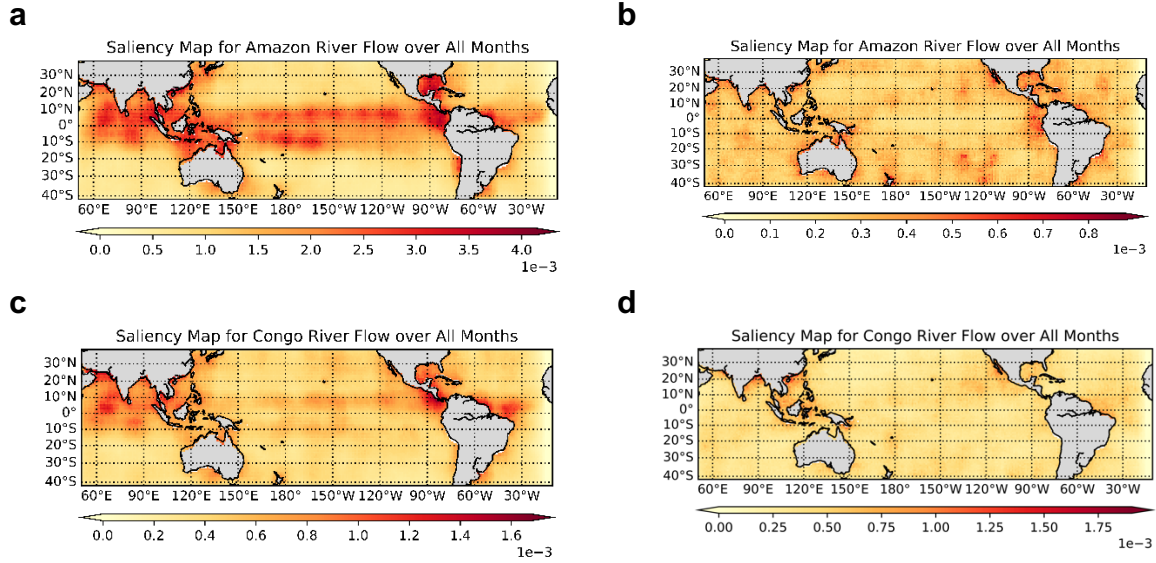 a
Saliency Map for Amazon River Flow over All Months
30°N
20°N
10°N
0°
10°S
20°S
30°S
40°S
60°E 90°E 120°E 150°E 180° 150°W 120°W 90°W 60°W 30°W
0.0 0.5 1.0 1.5 2.0 2.5 3.0 3.5 4.0
1e−3
b
Saliency Map for Amazon River Flow over All Months
30°N
20°N
10°N
0°
10°S
20°S
30°S
40°S
60°E 90°E 120°E 150°E 180° 150°W 120°W 90°W 60°W 30°W
0.0 0.1 0.2 0.3 0.4 0.5 0.6 0.7 0.8
1e−3
c
Saliency Map for Congo River Flow over All Months
30°N
20°N
10°N
0°
10°S
20°S
30°S
40°S
60°E 90°E 120°E 150°E 180° 150°W 120°W 90°W 60°W 30°W
0.0 0.2 0.4 0.6 0.8 1.0 1.2 1.4 1.6
1e−3
d
Saliency Map for Congo River Flow over All Months
30°N
20°N
10°N
0°
10°S
20°S
30°S
40°S
60°E 90°E 120°E 150°E 180° 150°W 120°W 90°W 60°W 30°W
0.00 0.25 0.50 0.75 1.00 1.25 1.50 1.75
1e−3